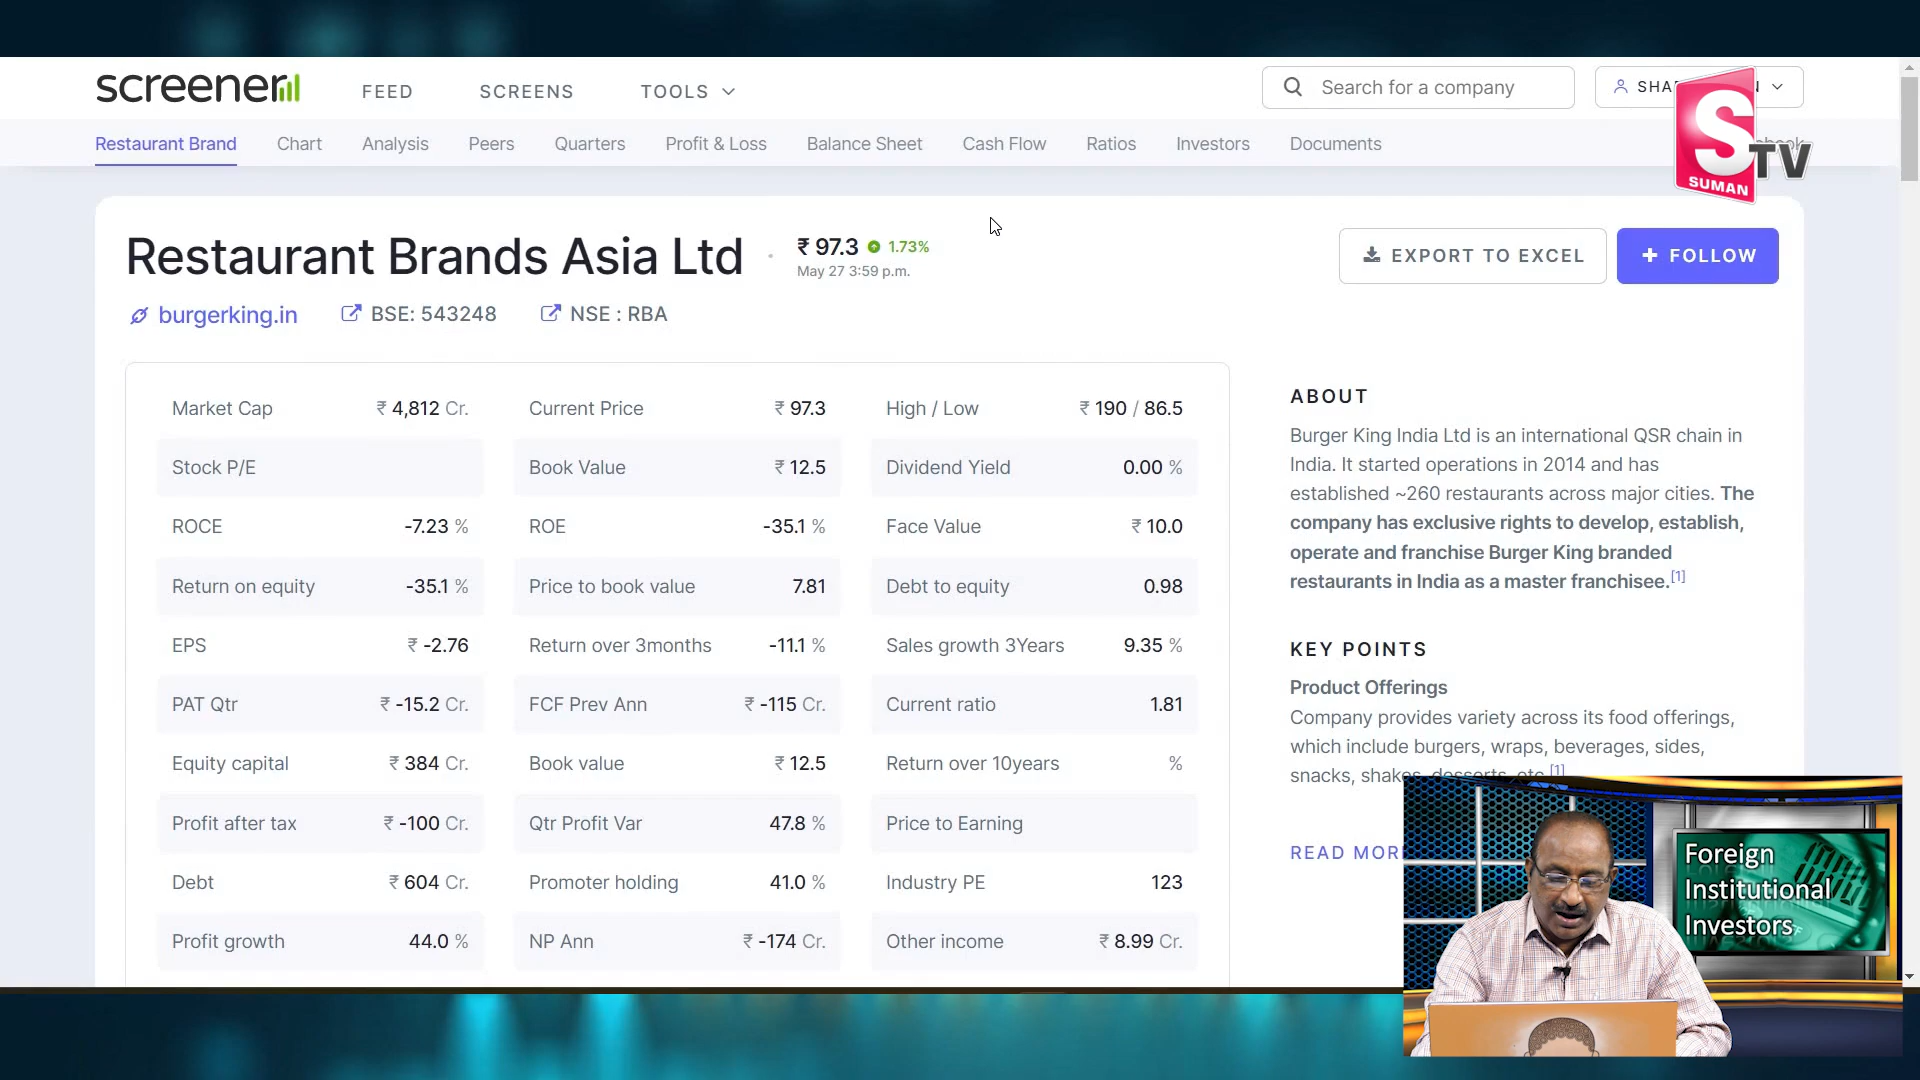 screener
FEED
SCREENS
TOOLS
Search for a company
Restaurant Brand
Chart
Analysis
Peers
Quarters
Profit & Loss
Balance Sheet
Cash Flow
Ratios
Investors
Documents
S TV
SUMAN
Restaurant Brands Asia Ltd
₹ 97.3 1.73%
May 27 3:59 p.m.
EXPORT TO EXCEL
+ FOLLOW
burgerking.in
BSE: 543248
NSE : RBA
Market Cap ₹ 4,812 Cr.
Current Price ₹ 97.3
High / Low ₹ 190 / 86.5
Stock P/E
Book Value ₹ 12.5
Dividend Yield 0.00 %
ROCE -7.23 %
ROE -35.1 %
Face Value ₹ 10.0
Return on equity -35.1 %
Price to book value 7.81
Debt to equity 0.98
EPS ₹ -2.76
Return over 3months -11.1 %
Sales growth 3Years 9.35 %
PAT Qtr ₹ -15.2 Cr.
FCF Prev Ann ₹ -115 Cr.
Current ratio 1.81
Equity capital ₹ 384 Cr.
Book value ₹ 12.5
Return over 10years %
Profit after tax ₹ -100 Cr.
Qtr Profit Var 47.8 %
Price to Earning
Debt ₹ 604 Cr.
Promoter holding 41.0 %
Industry PE 123
Profit growth 44.0 %
NP Ann ₹ -174 Cr.
Other income ₹ 8.99 Cr.
ABOUT
Burger King India Ltd is an international QSR chain in
India. It started operations in 2014 and has
established ~260 restaurants across major cities. The
company has exclusive rights to develop, establish,
operate and franchise Burger King branded
restaurants in India as a master franchisee.[1]
KEY POINTS
Product Offerings
Company provides variety across its food offerings,
which include burgers, wraps, beverages, sides,
snacks, shakes, desserts, etc.[1]
READ MOR
Foreign
Institutional
Investors